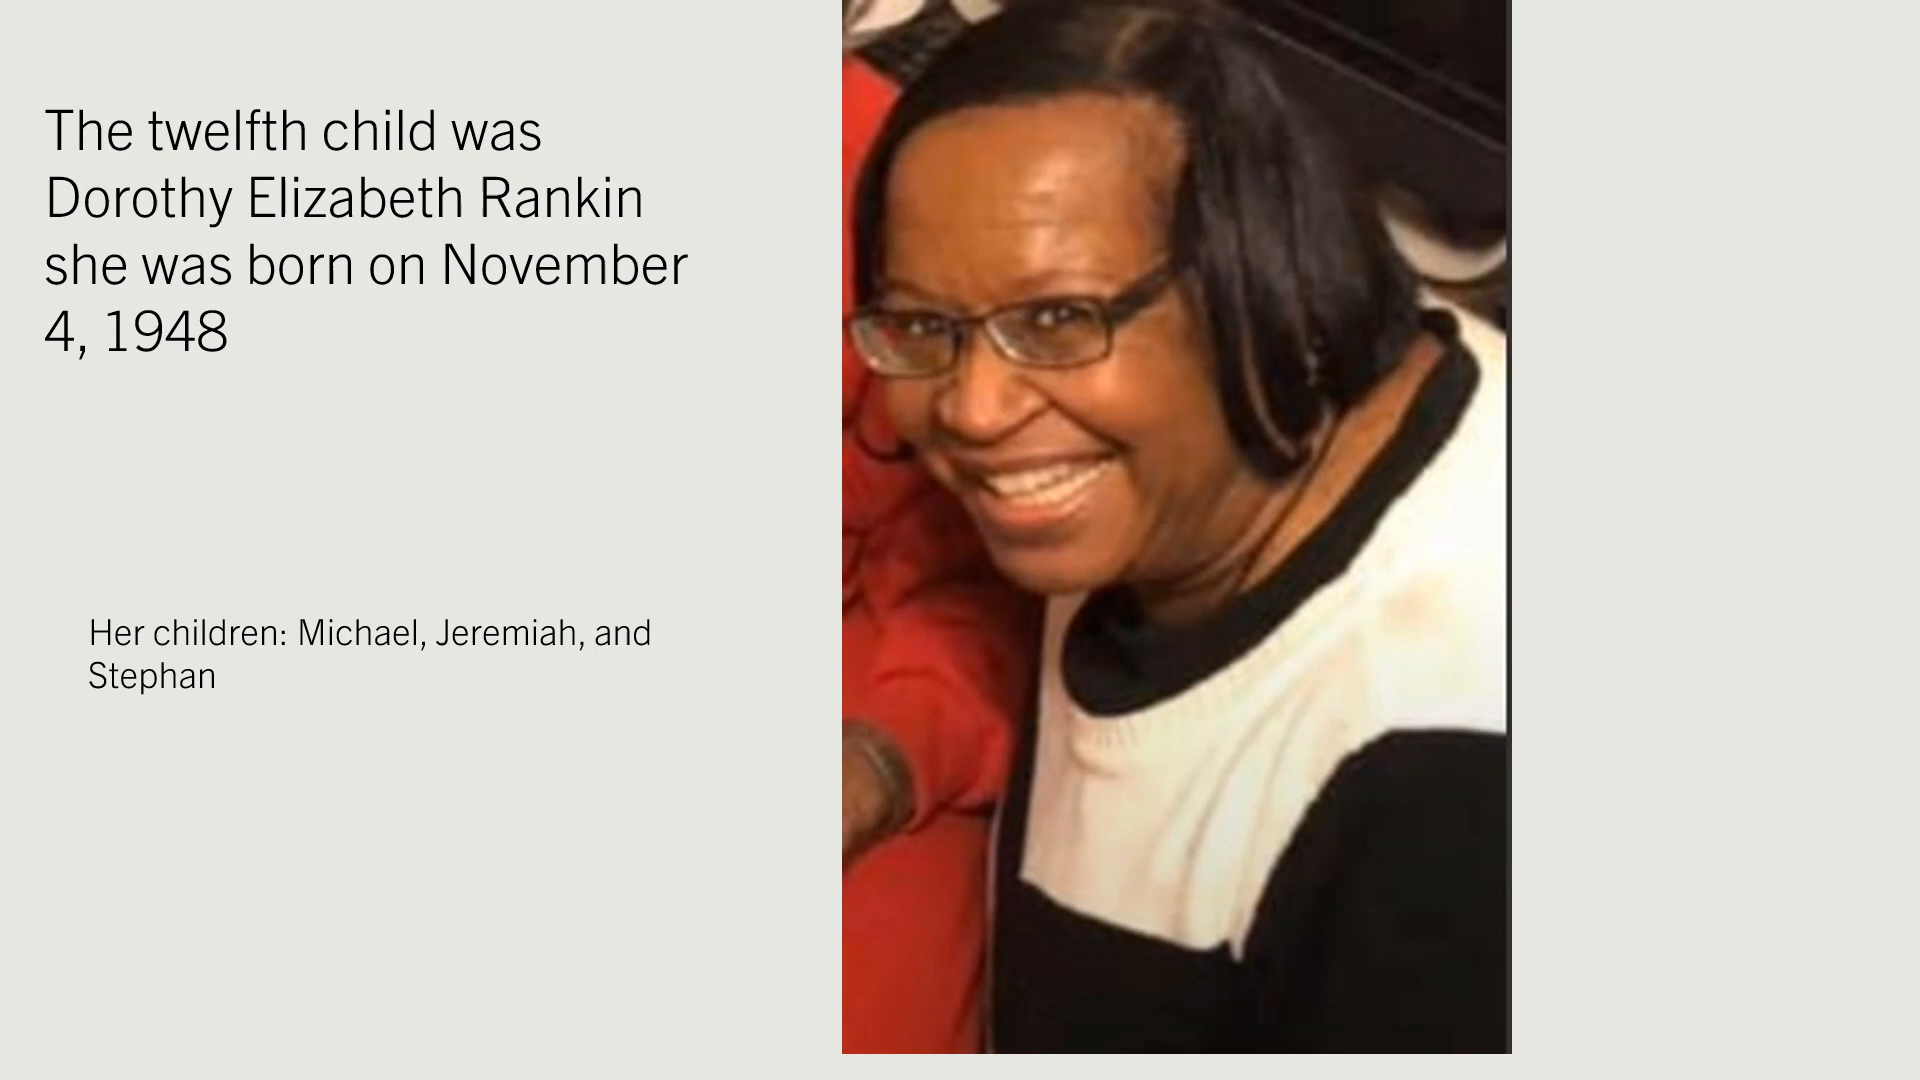 The twelfth child was
Dorothy Elizabeth Rankin
she was born on November
4, 1948
Her children: Michael, Jeremiah, and
Stephan